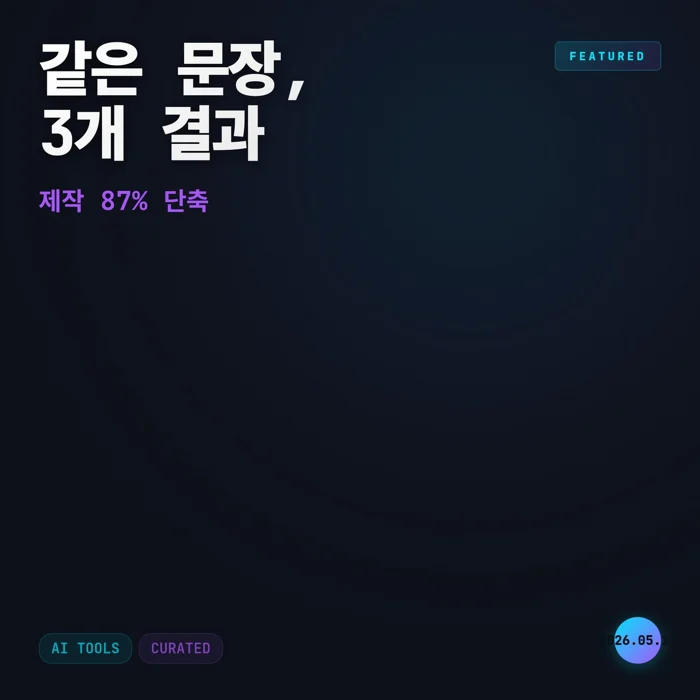 같은 문장,
3개 결과
제작 87% 단축
FEATURED
AI TOOLS
CURATED
26.05.